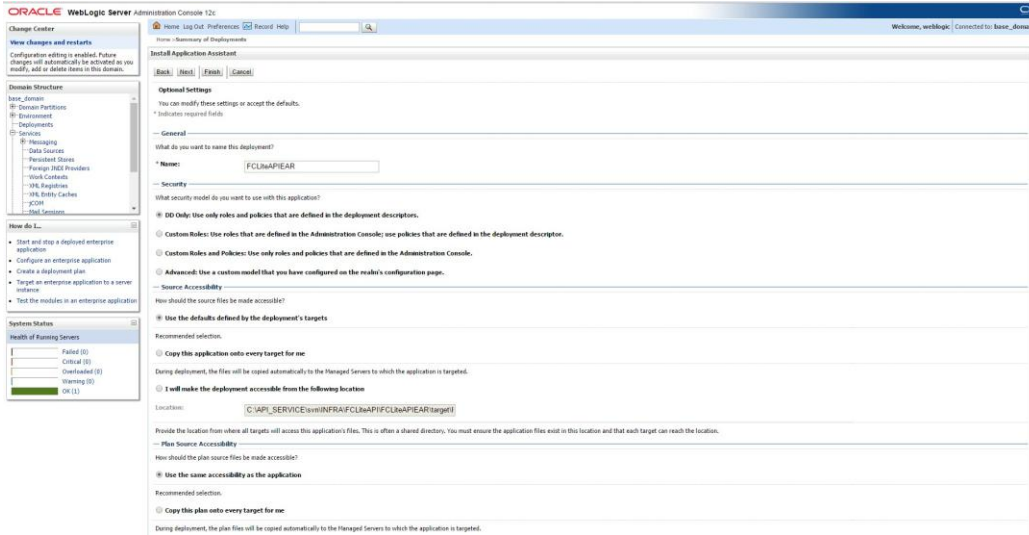 ORACLE WebLogic Server Administration Console 12c
Change Center
View changes and restarts
Configuration editing is enabled. Future
changes will automatically be activated as you
modify, add or delete items in this domain.
Domain Structure
base_domain
Domain Partitions
Environment
Deployments
Services
Messaging
Data Sources
Persistent Stores
Foreign JNDI Providers
Work Contexts
XML Registries
XML Entity Caches
jCOM
Mail Sessions
How do I...
Start and stop a deployed enterprise
application
Configure an enterprise application
Create a deployment plan
Target an enterprise application to a server
instance
Test the modules in an enterprise application
System Status
Health of Running Servers
Failed (0)
Critical (0)
Overloaded (0)
Warning (0)
OK (1)
Home Log Out Preferences Record Help
Welcome, weblogic Connected to: base_doma
Home >Summary of Deployments
Install Application Assistant
Back Next Finish Cancel
Optional Settings
You can modify these settings or accept the defaults.
* Indicates required fields
General
What do you want to name this deployment?
* Name: FCLiteAPIEAR
Security
What security model do you want to use with this application?
DD Only: Use only roles and policies that are defined in the deployment descriptors.
Custom Roles: Use roles that are defined in the Administration Console; use policies that are defined in the deployment descriptor.
Custom Roles and Policies: Use only roles and policies that are defined in the Administration Console.
Advanced: Use a custom model that you have configured on the realm's configuration page.
Source Accessibility
How should the source files be made accessible?
Use the defaults defined by the deployment's targets
Recommended selection.
Copy this application onto every target for me
During deployment, the files will be copied automatically to the Managed Servers to which the application is targeted.
I will make the deployment accessible from the following location
Location: C:\API_SERVICE\svn\INFRA\FCLiteAPI\FCLiteAPIEAR\target\F
Provide the location from where all targets will access this application's files. This is often a shared directory. You must ensure the application files exist in this location and that each target can reach the location.
Plan Source Accessibility
How should the plan source files be made accessible?
Use the same accessibility as the application
Recommended selection.
Copy this plan onto every target for me
During deployment, the plan files will be copied automatically to the Managed Servers to which the application is targeted.